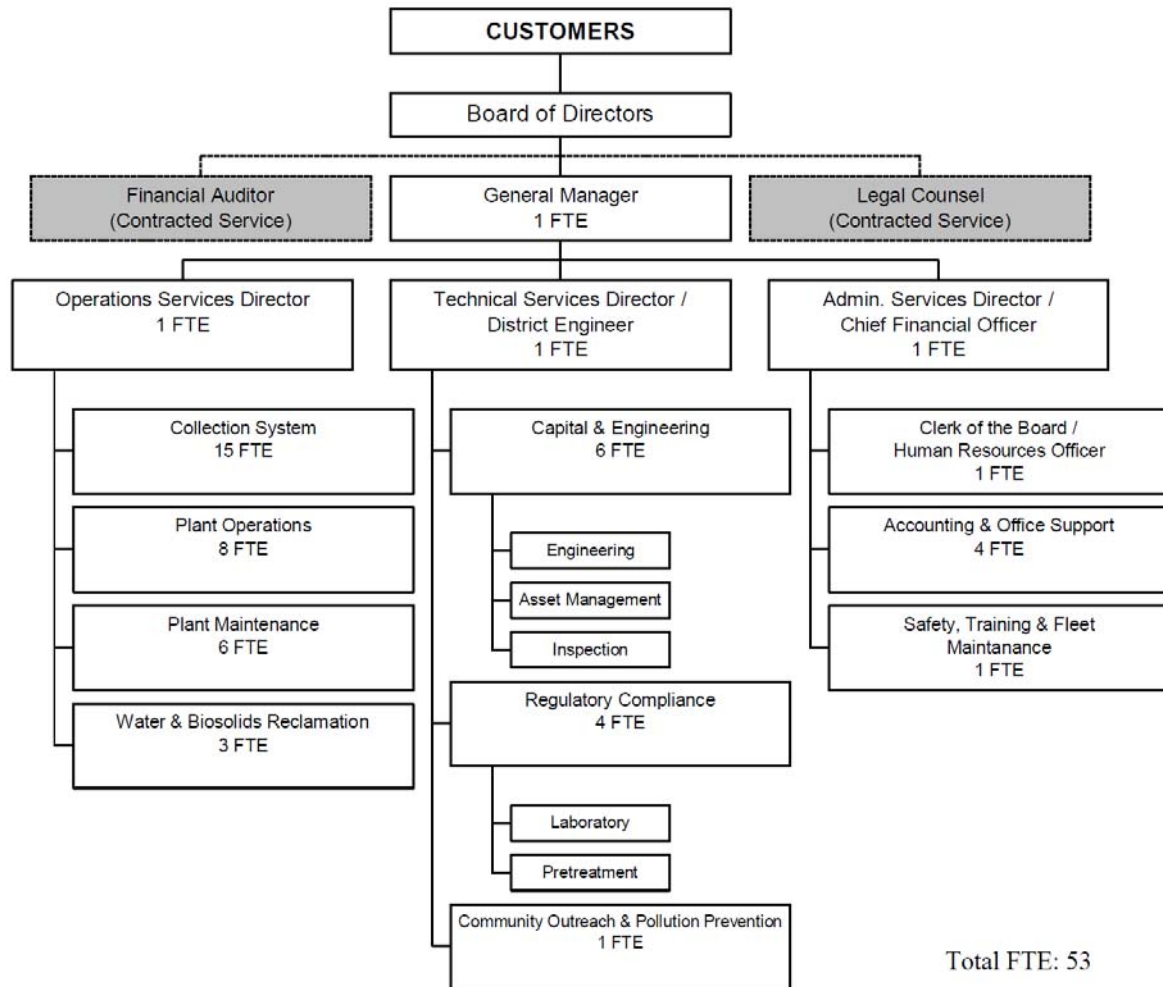 CUSTOMERS
Board of Directors
Financial Auditor
(Contracted Service)
General Manager
1 FTE
Legal Counsel
(Contracted Service)
Operations Services Director
1 FTE
Technical Services Director /
District Engineer
1 FTE
Admin. Services Director /
Chief Financial Officer
1 FTE
Collection System
15 FTE
Plant Operations
8 FTE
Plant Maintenance
6 FTE
Water & Biosolids Reclamation
3 FTE
Capital & Engineering
6 FTE
Engineering
Asset Management
Inspection
Regulatory Compliance
4 FTE
Laboratory
Pretreatment
Community Outreach & Pollution Prevention
1 FTE
Clerk of the Board /
Human Resources Officer
1 FTE
Accounting & Office Support
4 FTE
Safety, Training & Fleet
Maintanance
1 FTE
Total FTE: 53